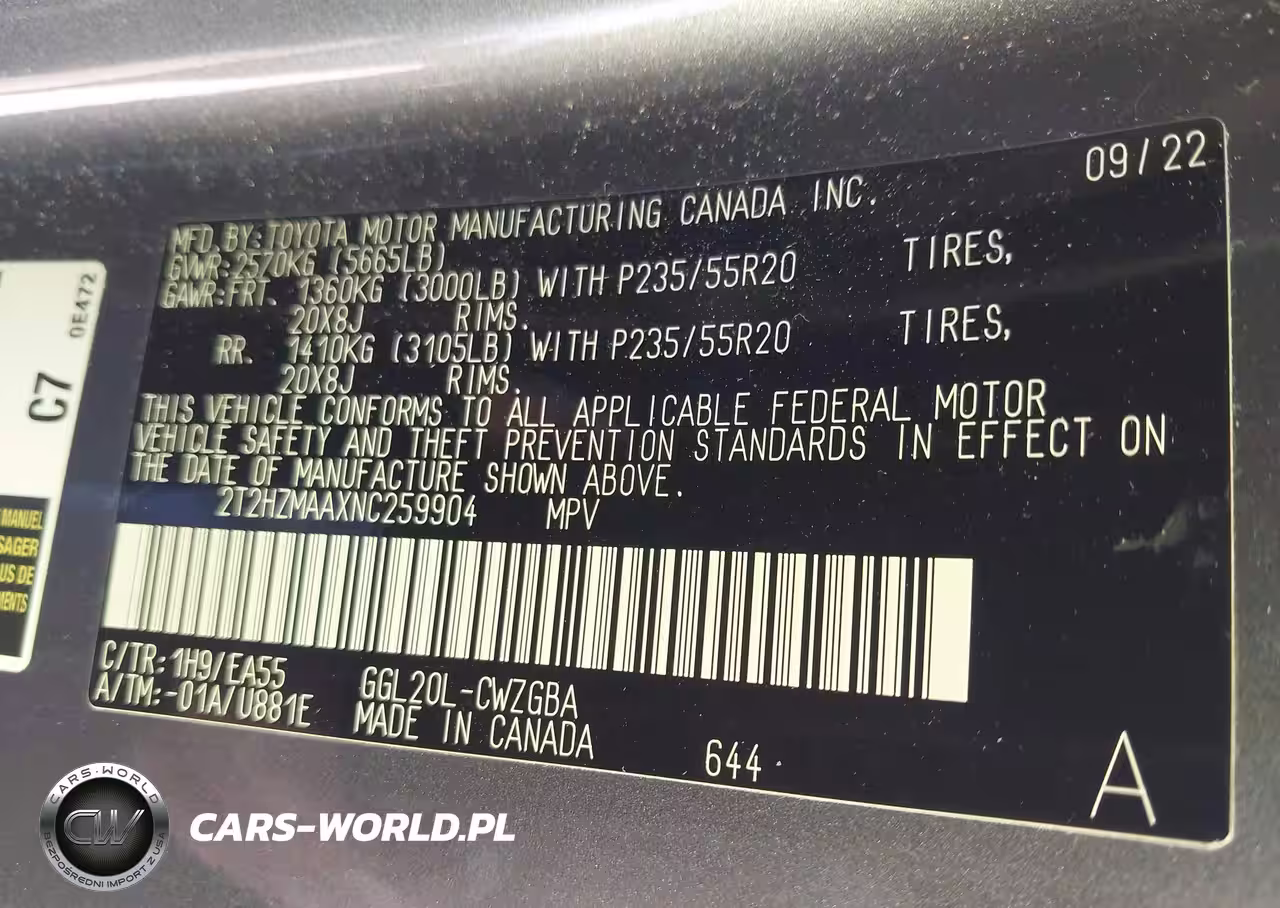 09/22
MFD. BY: TOYOTA MOTOR MANUFACTURING CANADA INC.
GVWR: 2570KG (5665LB)
GAWR: FRT. 1360KG (3000LB) WITH P235/55R20 TIRES,
20X8J RIMS.
RR. 1410KG (3105LB) WITH P235/55R20 TIRES,
20X8J RIMS.
THIS VEHICLE CONFORMS TO ALL APPLICABLE FEDERAL MOTOR
VEHICLE SAFETY AND THEFT PREVENTION STANDARDS IN EFFECT ON
THE DATE OF MANUFACTURE SHOWN ABOVE.
2T2HZMAAXNC259904 MPV
C/TR: 1H9/EA55 GGL20L-CWZGBA
A/TM: -01A/U881E MADE IN CANADA
644 A
0E472
C7
MANUEL
SAGER
US DE
MENTS
CARS-WORLD
CW
BEZPOŚREDNI IMPORT Z USA
CARS-WORLD.PL